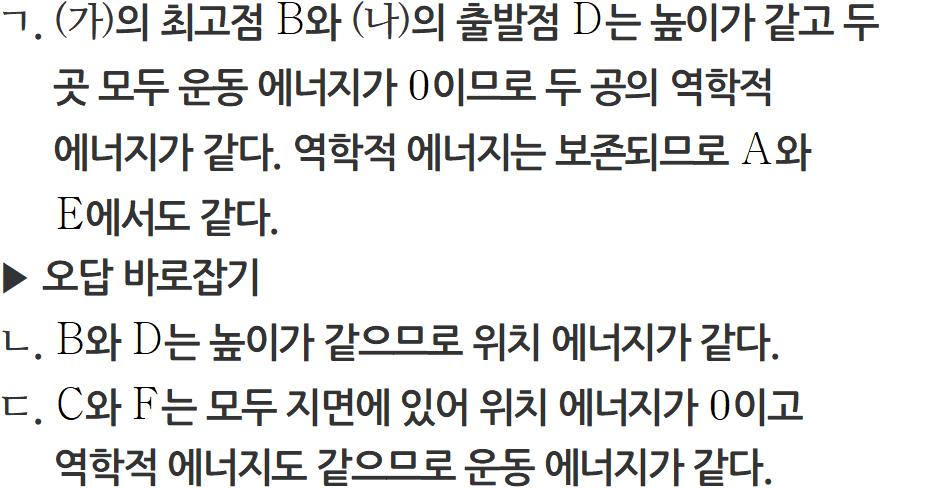 ㄱ. (가)의 최고점 B와 (나)의 출발점 D는 높이가 같고 두
곳 모두 운동 에너지가 0이므로 두 공의 역학적
에너지가 같다. 역학적 에너지는 보존되므로 A와
E에서도 같다.
▶ 오답 바로잡기
ㄴ. B와 D는 높이가 같으므로 위치 에너지가 같다.
ㄷ. C와 F는 모두 지면에 있어 위치 에너지가 0이고
역학적 에너지도 같으므로 운동 에너지가 같다.